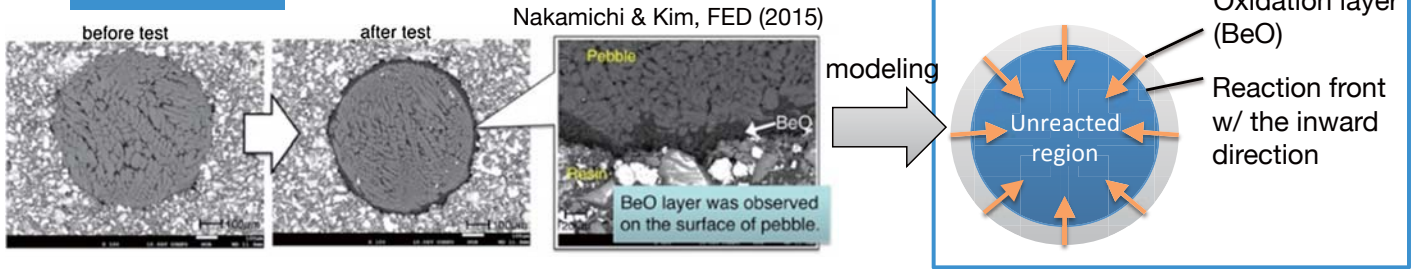 Nakamichi & Kim, FED (2015)
before test
after test
Pebble
BeO
Resin
BeO layer was observed
on the surface of pebble.
100μm
modeling
Oxidation layer
(BeO)
Reaction front
w/ the inward
direction
Unreacted
region